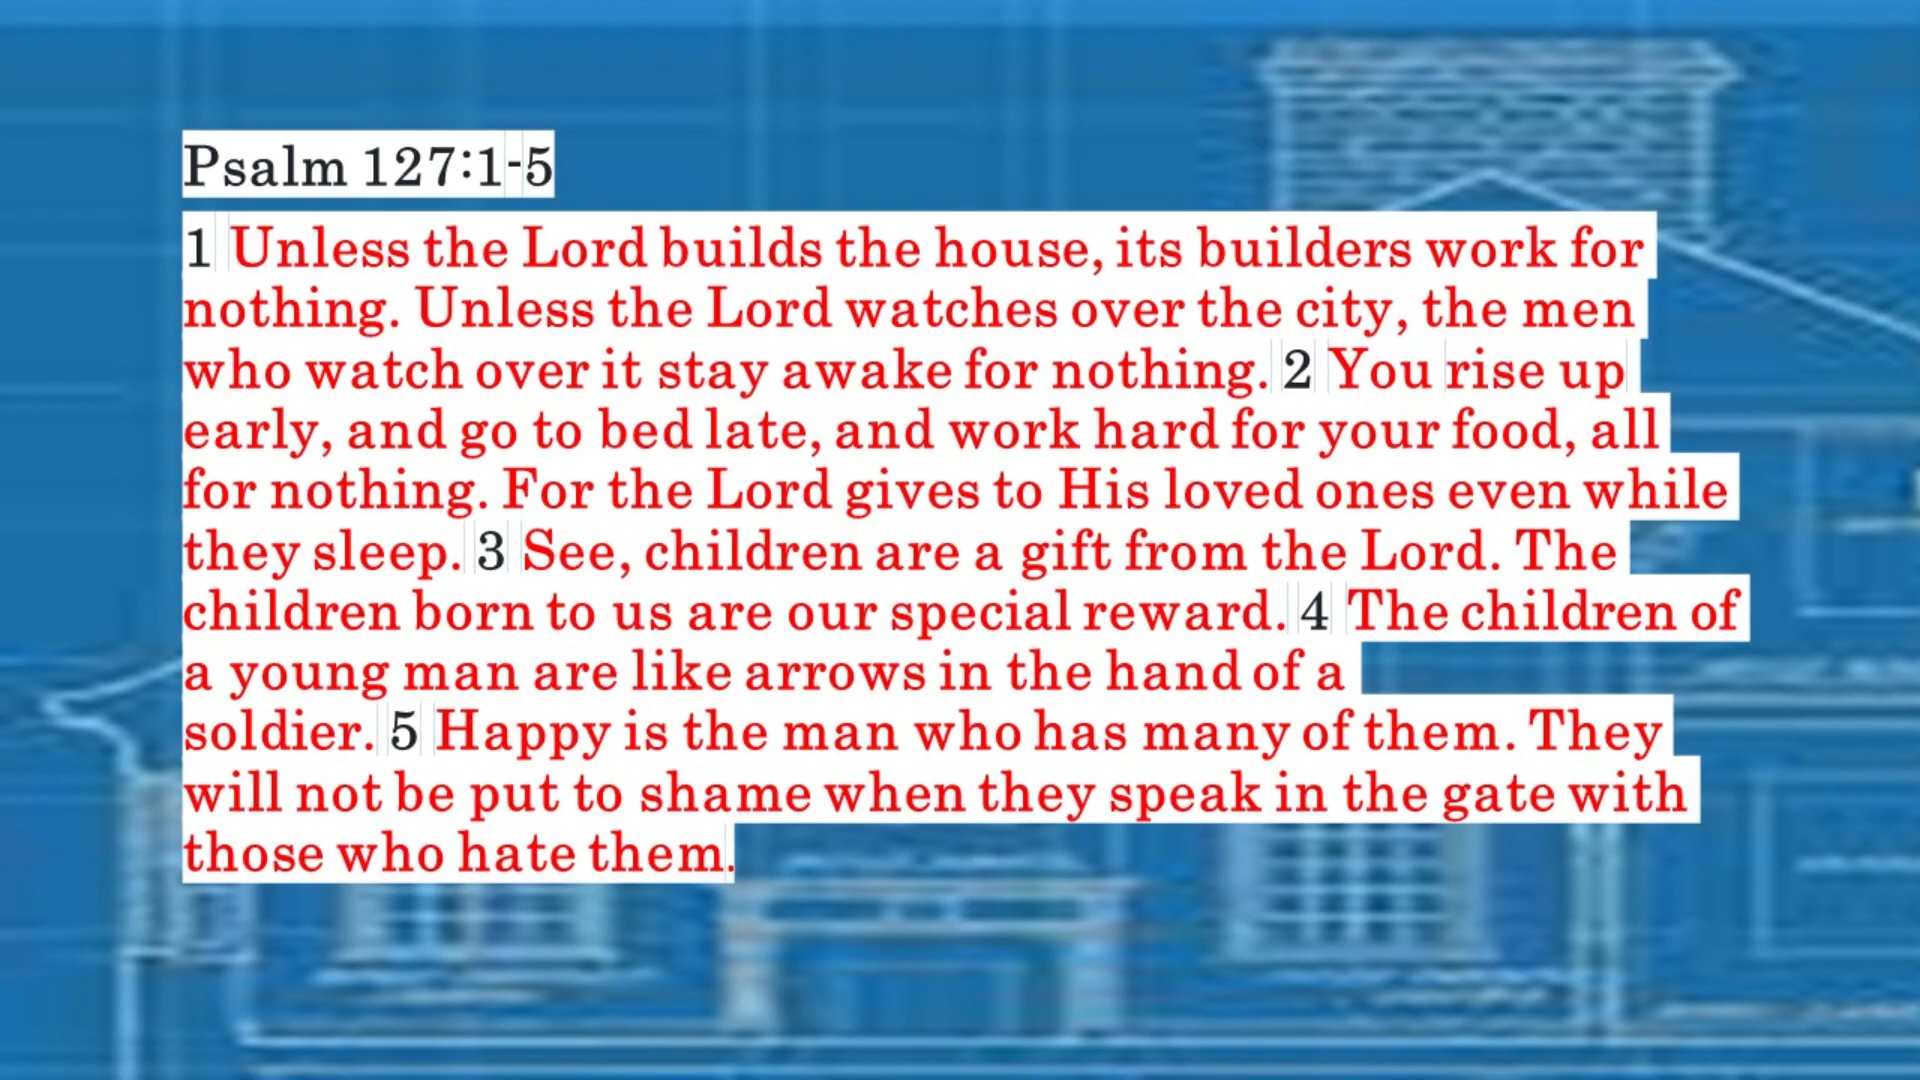 Psalm 127:1-5
1 Unless the Lord builds the house, its builders work for
nothing. Unless the Lord watches over the city, the men
who watch over it stay awake for nothing. 2 You rise up
early, and go to bed late, and work hard for your food, all
for nothing. For the Lord gives to His loved ones even while
they sleep. 3 See, children are a gift from the Lord. The
children born to us are our special reward. 4 The children of
a young man are like arrows in the hand of a
soldier. 5 Happy is the man who has many of them. They
will not be put to shame when they speak in the gate with
those who hate them.